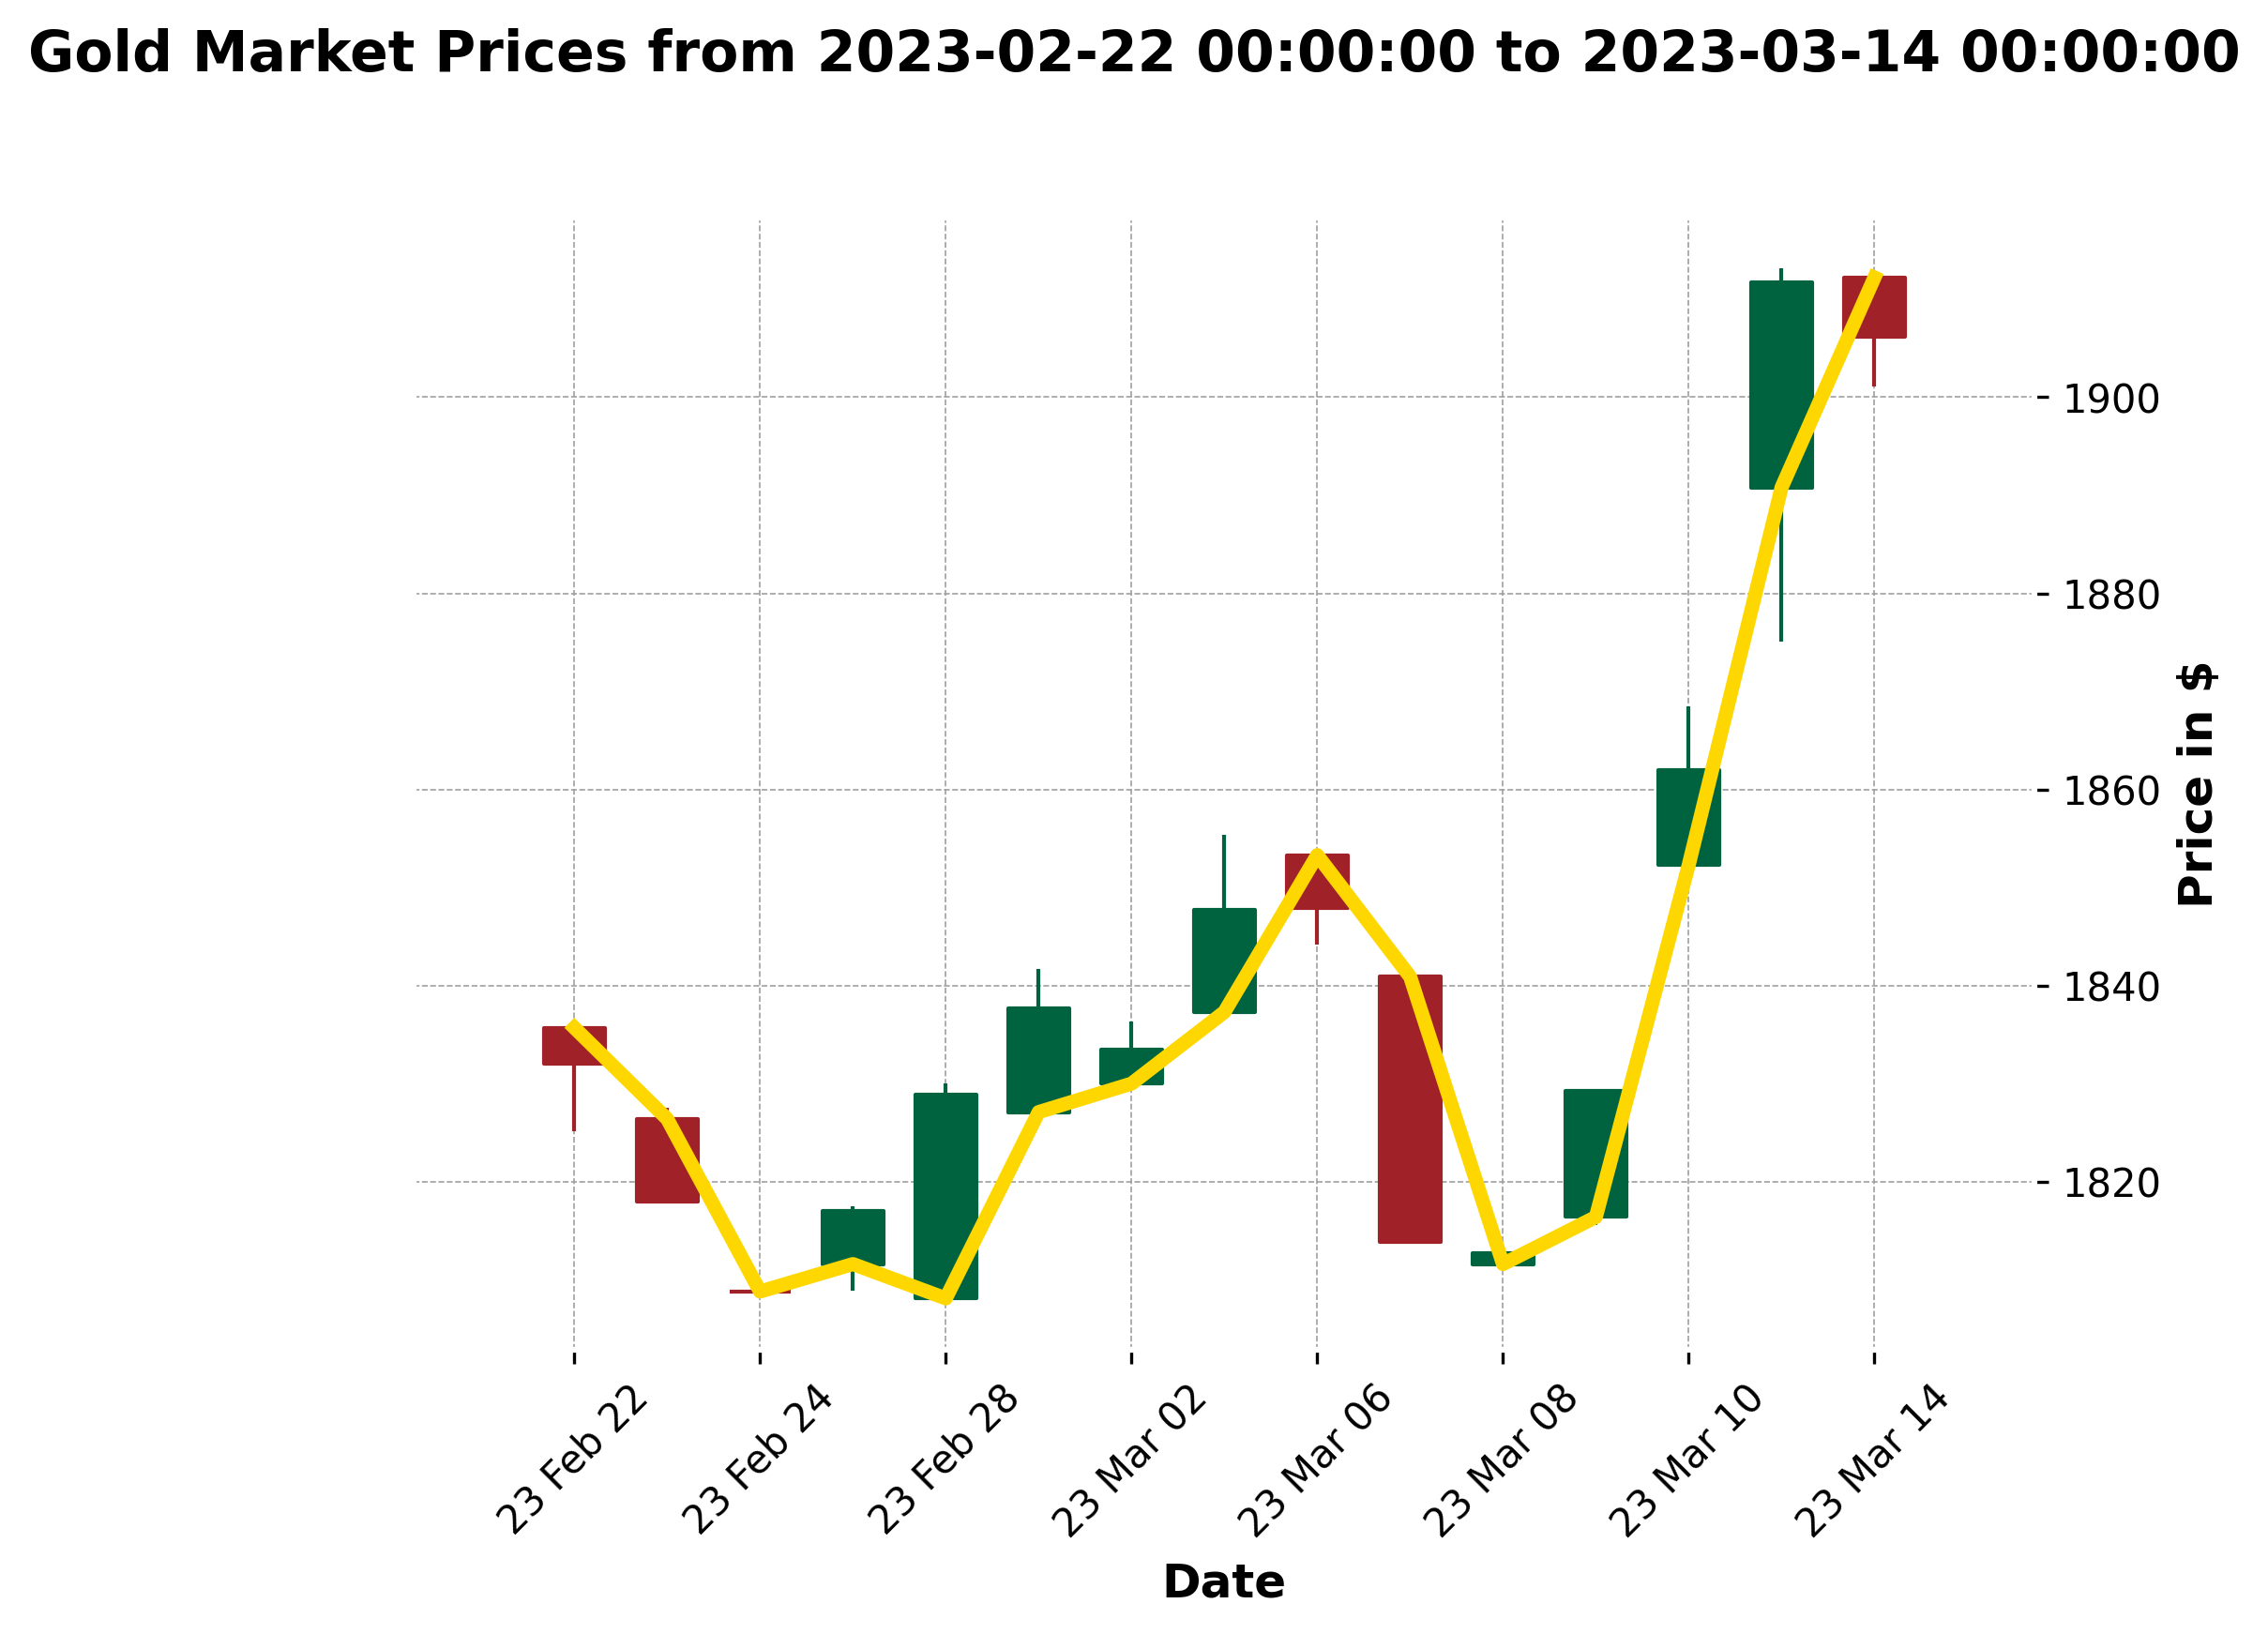 Gold Market Prices from 2023-02-22 00:00:00 to 2023-03-14 00:00:00
1900
1880
1860
1840
1820
Price in $
23 Feb 22
23 Feb 24
23 Feb 28
23 Mar 02
23 Mar 06
23 Mar 08
23 Mar 10
23 Mar 14
Date